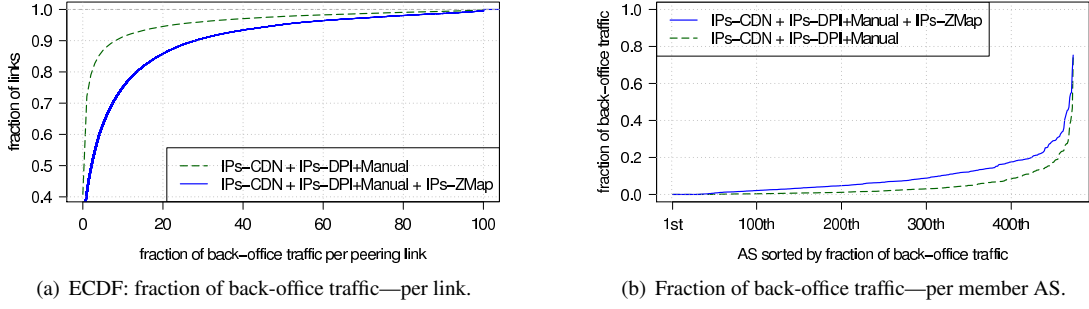 fraction of links
1.0
0.9
0.8
0.7
0.6
0.5
0.4
IPs−CDN + IPs−DPI+Manual
IPs−CDN + IPs−DPI+Manual + IPs−ZMap
0 20 40 60 80 100
fraction of back−office traffic per peering link
(a) ECDF: fraction of back-office traffic—per link.
fraction of back−office traffic
1.0
0.8
0.6
0.4
0.2
0.0
IPs−CDN + IPs−DPI+Manual + IPs−ZMap
IPs−CDN + IPs−DPI+Manual
1st 100th 200th 300th 400th
AS sorted by fraction of back−office traffic
(b) Fraction of back-office traffic—per member AS.